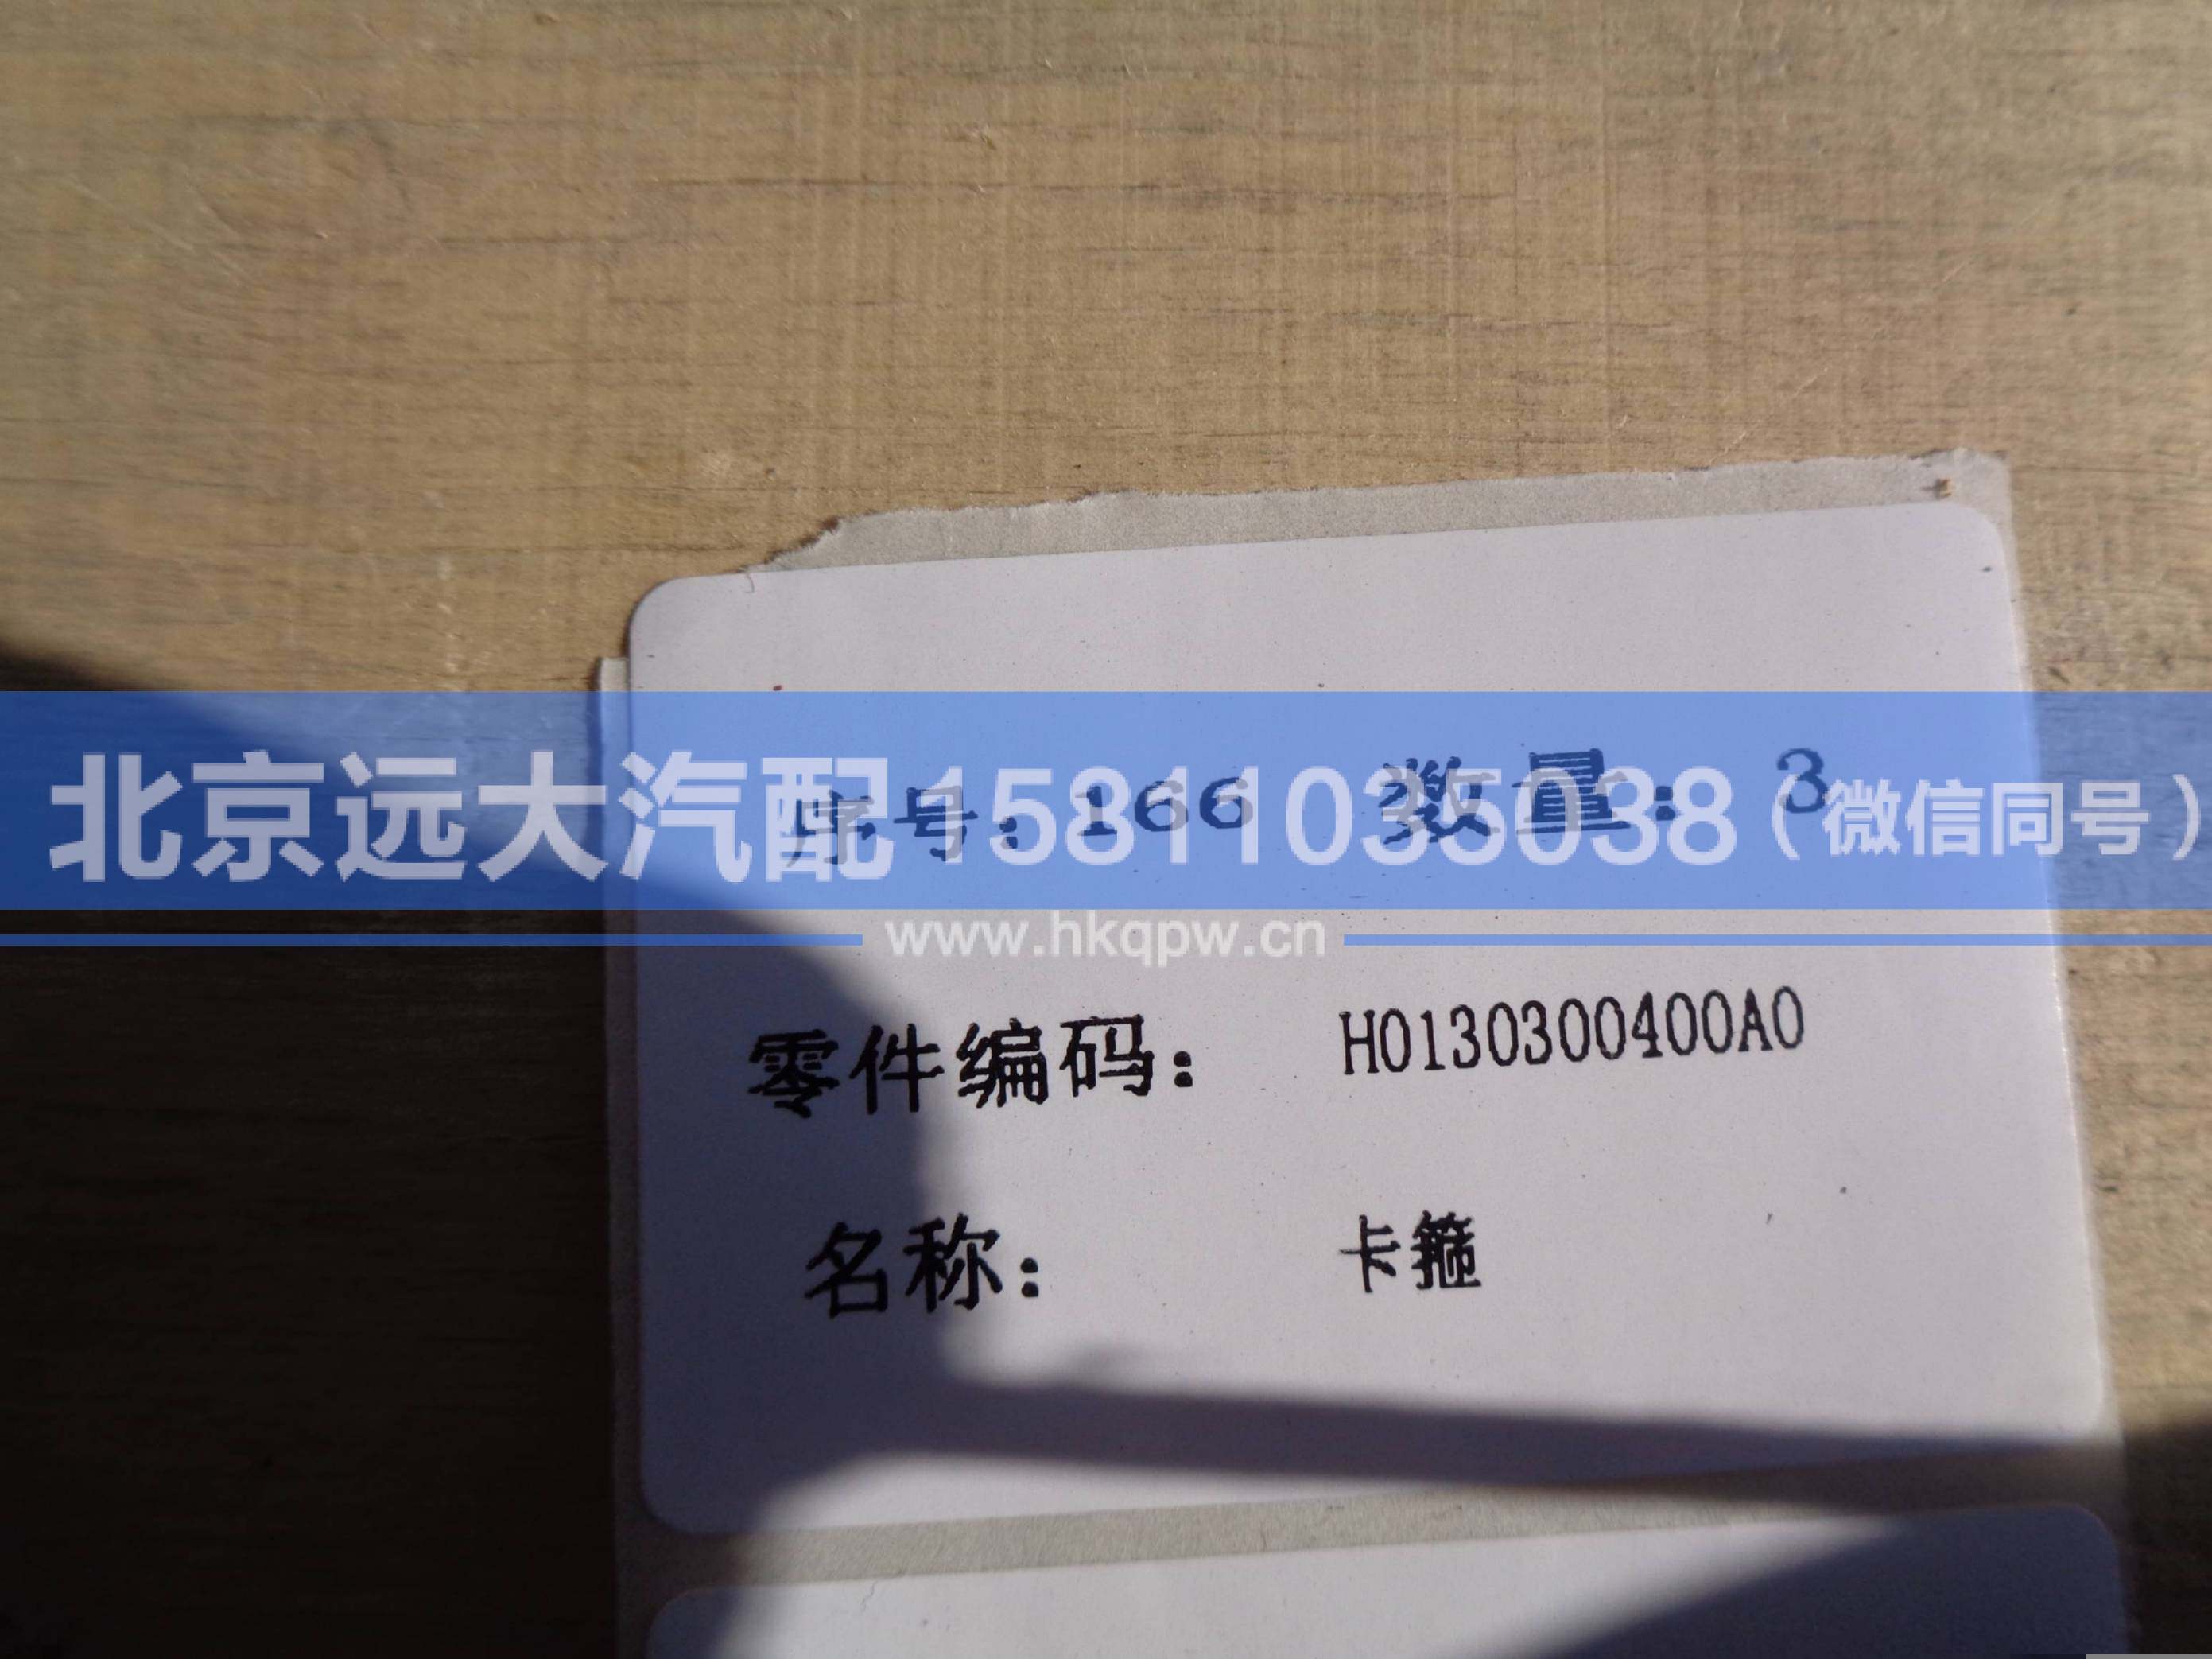 序号: 166 数量: 3
北京远大汽配15811035038（微信同号）
www.hkqpw.cn
零件编码: H0130300400A0
名称: 卡箍